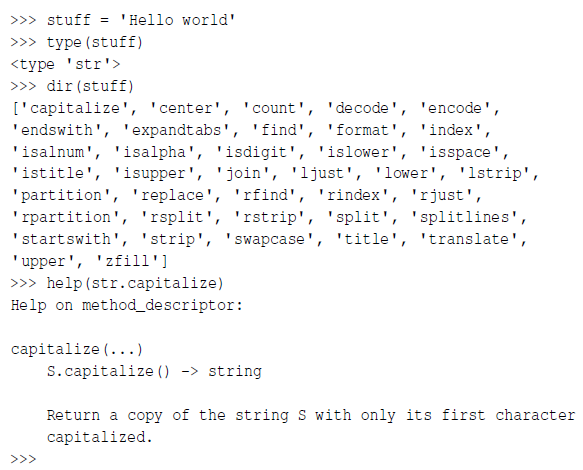 >>> stuff = 'Hello world'
>>> type(stuff)
<type 'str'>
>>> dir(stuff)
['capitalize', 'center', 'count', 'decode', 'encode',
'endswith', 'expandtabs', 'find', 'format', 'index',
'isalnum', 'isalpha', 'isdigit', 'islower', 'isspace',
'istitle', 'isupper', 'join', 'ljust', 'lower', 'lstrip',
'partition', 'replace', 'rfind', 'rindex', 'rjust',
'rpartition', 'rsplit', 'rstrip', 'split', 'splitlines',
'startswith', 'strip', 'swapcase', 'title', 'translate',
'upper', 'zfill']
>>> help(str.capitalize)
Help on method_descriptor:

capitalize(...)
    S.capitalize() -> string

    Return a copy of the string S with only its first character
    capitalized.
>>>